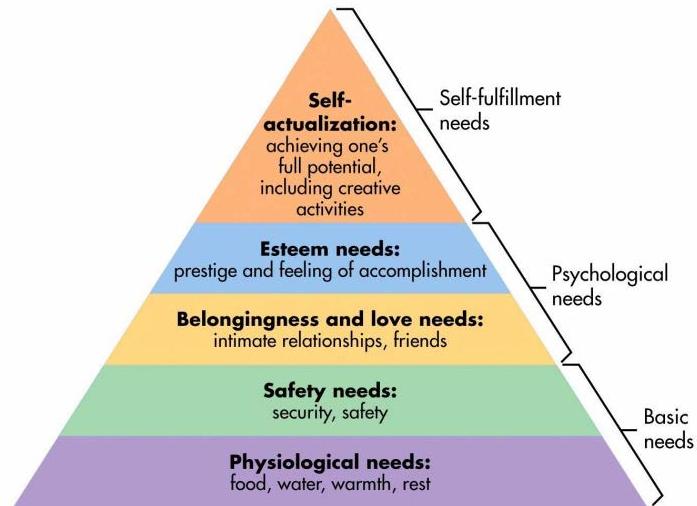 Self-
actualization:
achieving one's
full potential,
including creative
activities
Self-fulfillment
needs
Esteem needs:
prestige and feeling of accomplishment
Psychological
needs
Belongingness and love needs:
intimate relationships, friends
Safety needs:
security, safety
Basic
needs
Physiological needs:
food, water, warmth, rest